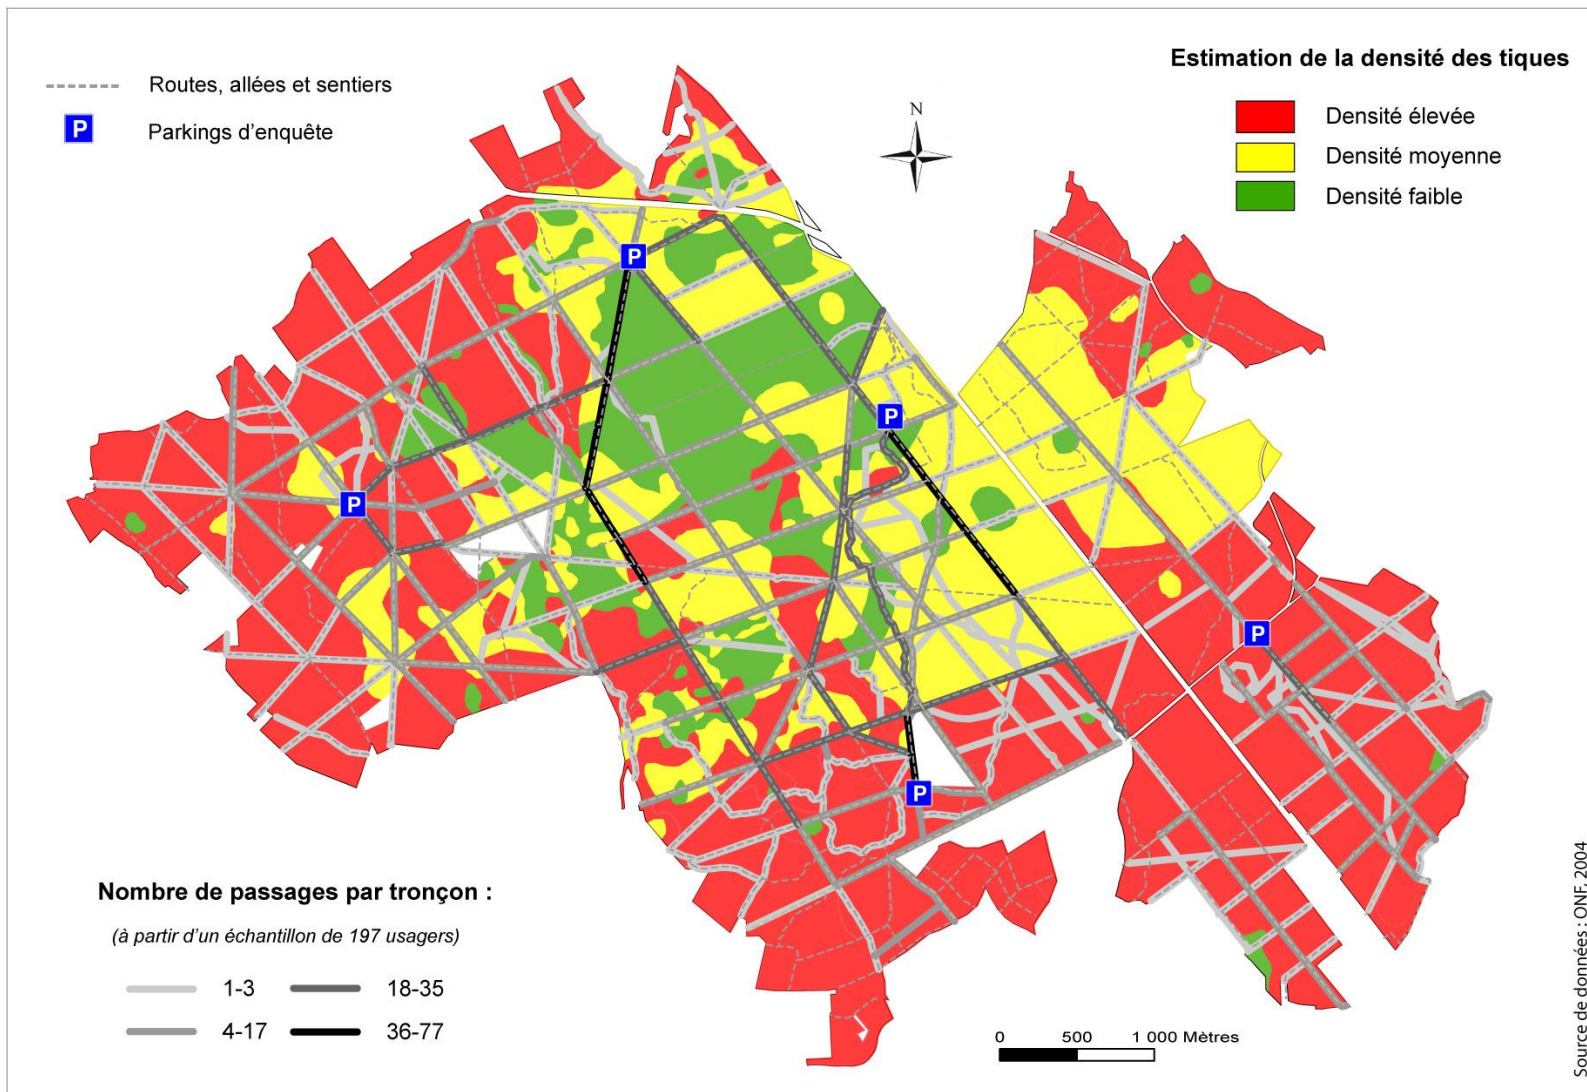 Routes, allées et sentiers
P
Parkings d'enquête
Estimation de la densité des tiques
Densité élevée
Densité moyenne
Densité faible
N
P
P
P
P
P
Nombre de passages par tronçon :
(à partir d'un échantillon de 197 usagers)
1-3
18-35
4-17
36-77
0 500 1 000 Mètres
Source de données : ONF, 2004